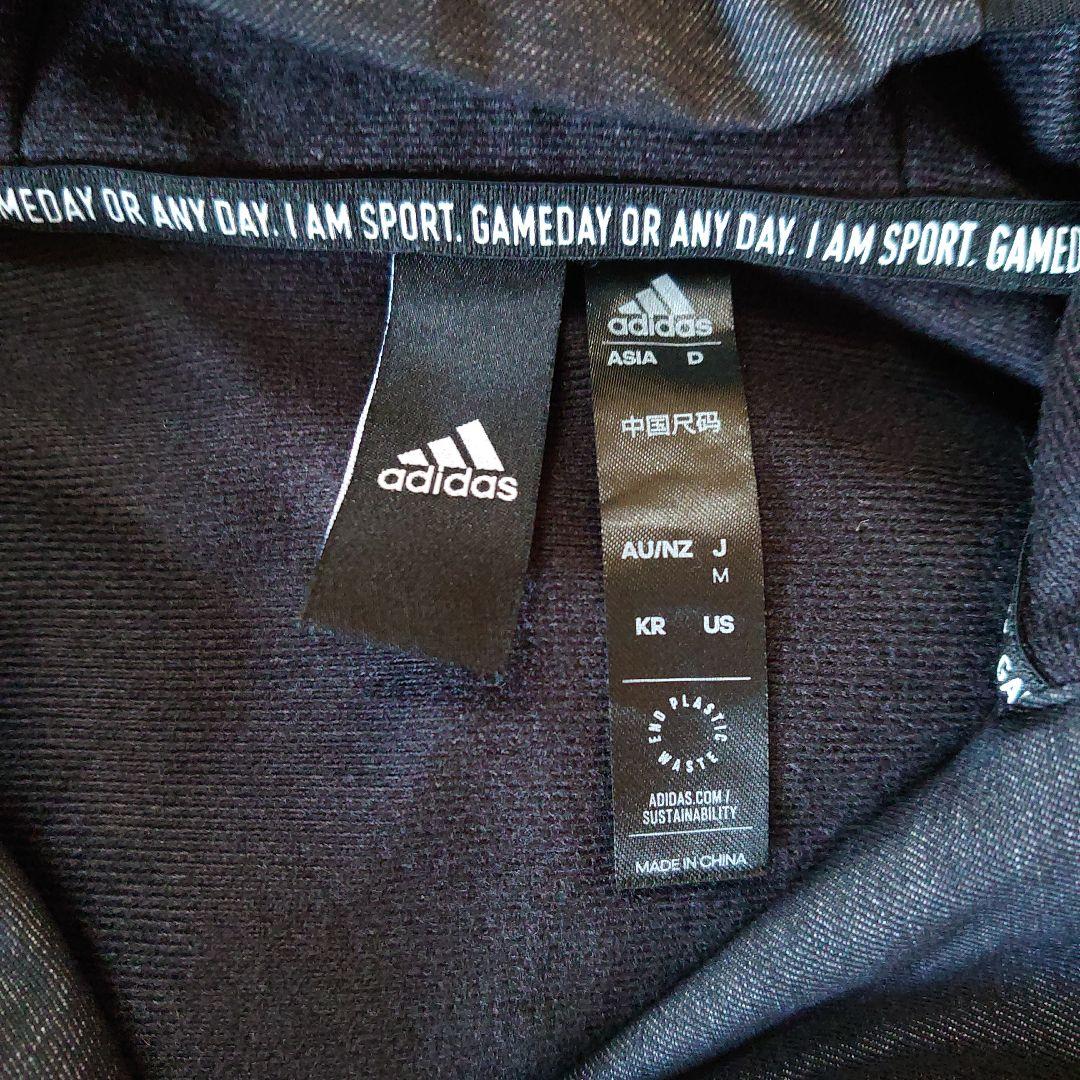 MEDAY OR ANY DAY. I AM SPORT. GAMEDAY OR ANY DAY. I AM SPORT. GAMED
adidas
adidas
ASIA D
中国尺码
AU/NZ J
M
KR US
END PLASTIC WASTE
ADIDAS.COM/
SUSTAINABILITY
MADE IN CHINA